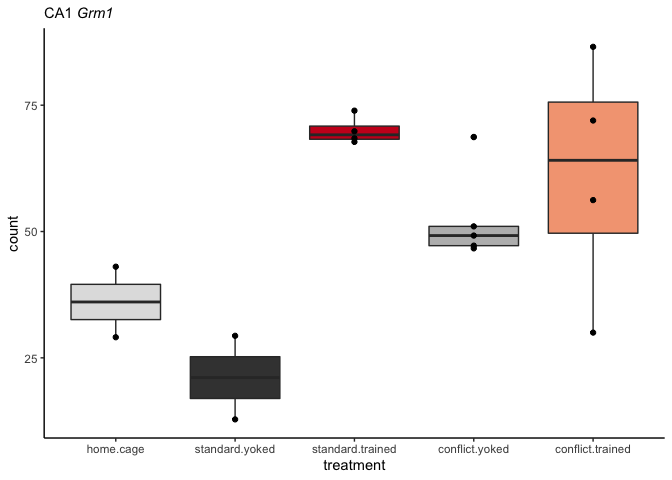 CA1 Grm1
count
75
50
25
home.cage
standard.yoked
standard.trained
conflict.yoked
conflict.trained
treatment